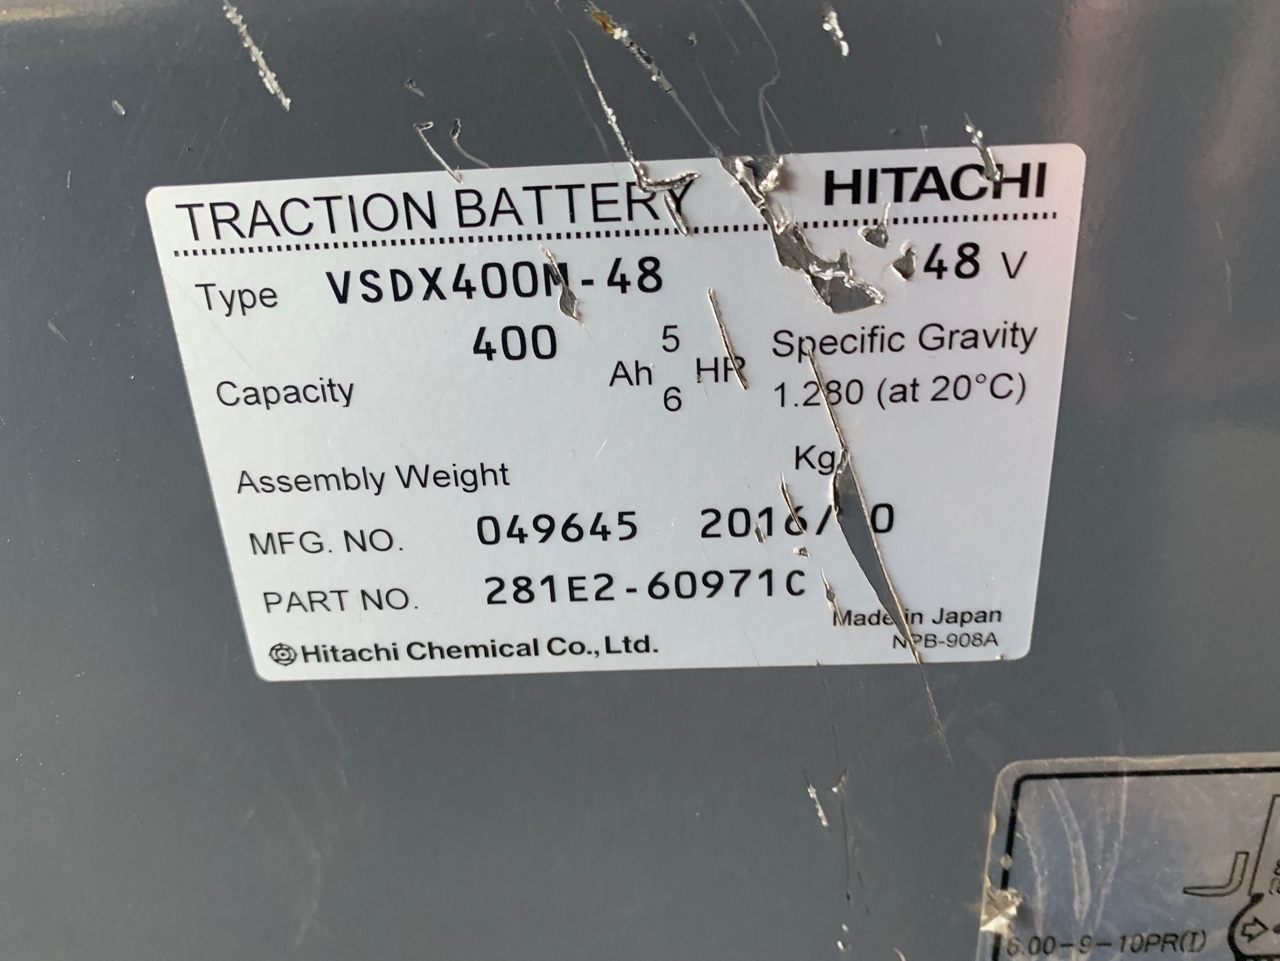 TRACTION BATTERY HITACHI
Type VSDX400M-48 48 V
400 5 Specific Gravity
Capacity Ah 6 HR 1.280 (at 20°C)
Assembly Weight Kg
MFG. NO. 049645
PART NO. 281E2-60971C
Made in Japan
Hitachi Chemical Co., Ltd. NPB-908A
6.00-9-10PR(I)